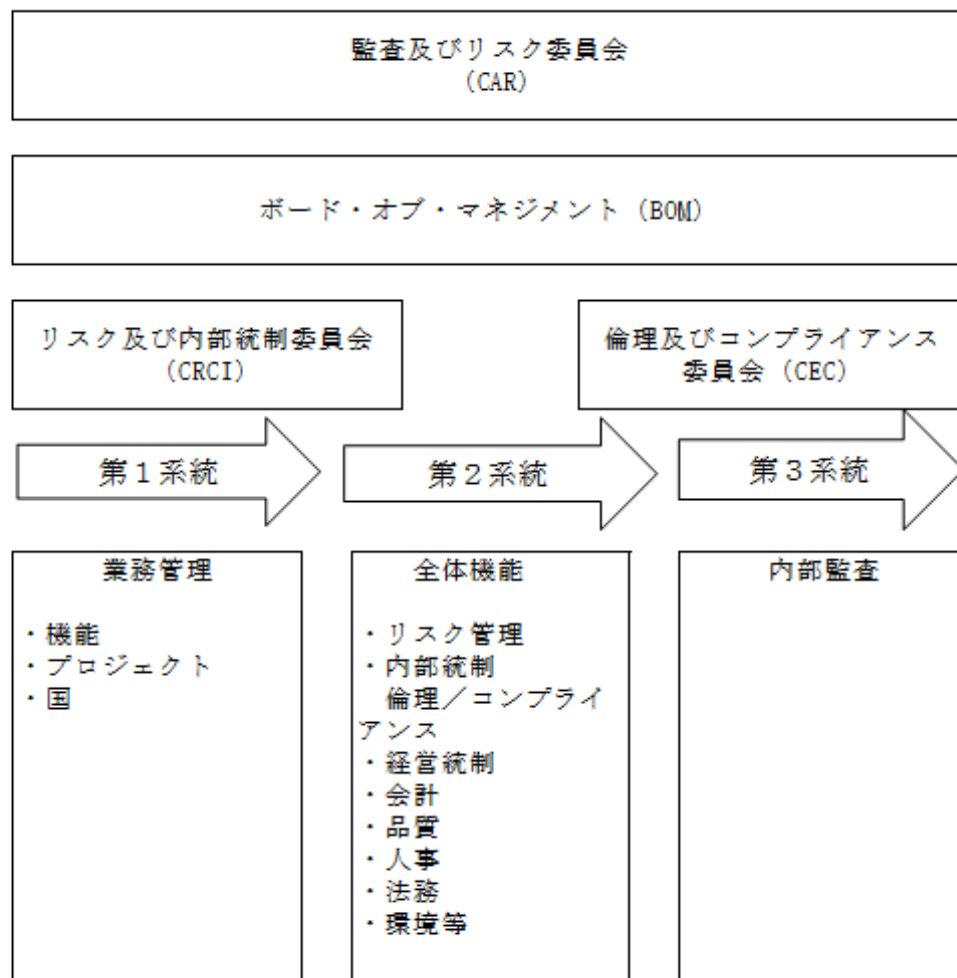 監査及びリスク委員会
(CAR)
ボード・オブ・マネジメント (BOM)
リスク及び内部統制委員会
(CRCI)
倫理及びコンプライアンス
委員会 (CEC)
第1系統
第2系統
第3系統
業務管理
・機能
・プロジェクト
・国
全体機能
・リスク管理
・内部統制
倫理/コンプライ
アンス
・経営統制
・会計
・品質
・人事
・法務
・環境等
内部監査